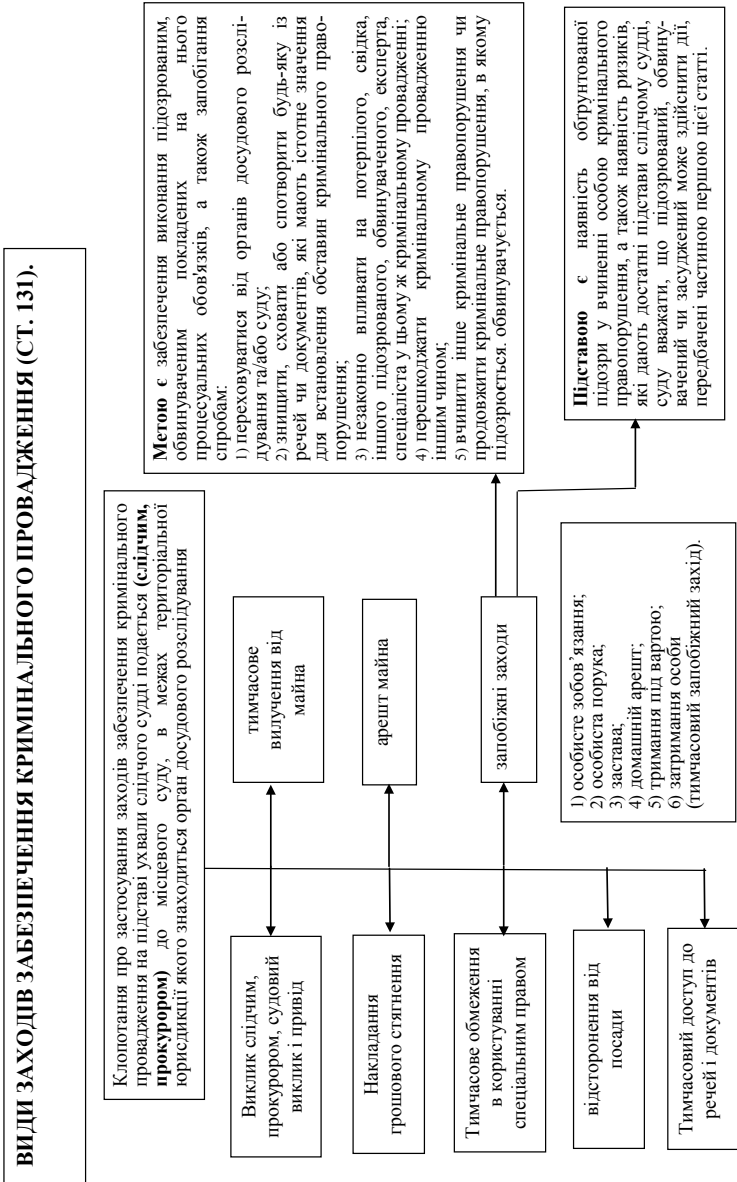 ВИДИ ЗАХОДІВ ЗАБЕЗПЕЧЕННЯ КРИМІНАЛЬНОГО ПРОВАДЖЕННЯ (СТ. 131).
Клопотання про застосування заходів забезпечення кримінального
провадження на підставі ухвали слідчого судді подається (слідчим,
прокурором) до місцевого суду, в межах територіальної
юрисдикції якого знаходиться орган досудового розслідування
Виклик слідчим,
прокурором, судовий
виклик і привід
Накладання
грошового стягнення
Тимчасове обмеження
в користуванні
спеціальним правом
відсторонення від
посади
Тимчасовий доступ до
речей і документів
тимчасове
вилучення від
майна
арешт майна
запобіжні заходи
1) особисте зобов’язання;
2) особиста порука;
3) застава;
4) домашній арешт;
5) тримання під вартою;
6) затримання особи
(тимчасовий запобіжний захід).
Метою є забезпечення виконання підозрюваним,
обвинуваченим покладених на нього
процесуальних обов'язків, а також запобігання
спробам:
1) переховуватися від органів досудового розслі-
дування та/або суду;
2) знищити, сховати або спотворити будь-яку із
речей чи документів, які мають істотне значення
для встановлення обставин кримінального право-
порушення;
3) незаконно впливати на потерпілого, свідка,
іншого підозрюваного, обвинуваченого, експерта,
спеціаліста у цьому ж кримінальному провадженні;
4) перешкоджати кримінальному провадженню
іншим чином;
5) вчинити інше кримінальне правопорушення чи
продовжити кримінальне правопорушення, в якому
підозрюється. обвинувачується.
Підставою є наявність обґрунтованої
підозри у вчиненні особою кримінального
правопорушення, а також наявність ризиків,
які дають достатні підстави слідчому судді,
суду вважати, що підозрюваний, обвину-
вачений чи засуджений може здійснити дії,
передбачені частиною першою цієї статті.